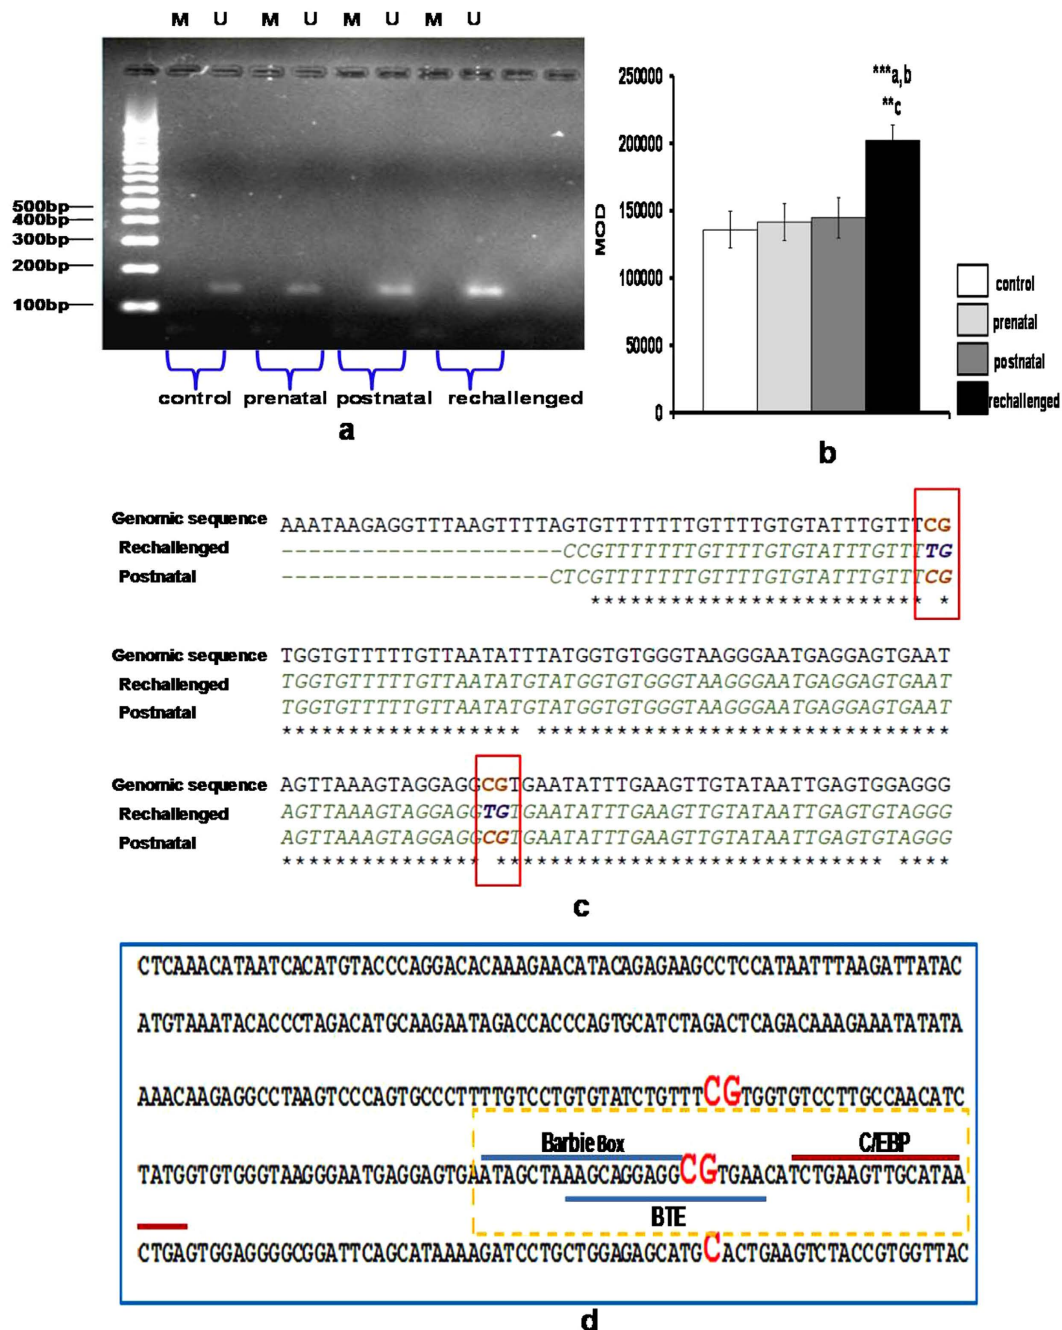 M U M U M U M U
500bp
400bp
300bp
200bp
100bp
control prenatal postnatal rechallenged
a
250000
200000
150000
100000
50000
0
MOD
***a,b
**c
control
prenatal
postnatal
rechallenged
b
Genomic sequence AAATAAGAGGTTTAAGTTTTAGTGTTTTTTTGTTTTGTGTATTTGTTTCG
Rechallenged ---------------------CCGTTTTTTTGTTTTGTGTATTTGTTTTG
Postnatal --------------------CTCGTTTTTTTGTTTTGTGTATTTGTTTCG
************************* *
Genomic sequence TGGTGTTTTTGTTAATATTTATGGTGTGGGTAAGGGAATGAGGAGTGAAT
Rechallenged TGGTGTTTTTGTTAATATGTATGGTGTGGGTAAGGGAATGAGGAGTGAAT
Postnatal TGGTGTTTTTGTTAATATGTATGGTGTGGGTAAGGGAATGAGGAGTGAAT
****************** *******************************
Genomic sequence AGTTAAAGTAGGAGGCGTGAATATTTGAAGTTGTATAATTGAGTGGAGGG
Rechallenged AGTTAAAGTAGGAGGTGTGAATATTTGAAGTTGTATAATTGAGTGTAGGG
Postnatal AGTTAAAGTAGGAGGCGTGAATATTTGAAGTTGTATAATTGAGTGTAGGG
*************** ***************************** ****
c
CTCAAACATAATCACATGTACCCAGGACACAAAGAACATACAGAGAAGCCTCCATAATTTAAGATTATAC
ATGTAAATACACCCTAGACATGCAAGAATAGACCACCCAGTGCATCTAGACTCAGACAAAGAAATATATA
AAACAAGAGGCCTAAGTCCCAGTGCCCTTTTGTCCTGTGTATCTGTTTCGTGGTGTCCTTGCCAACATC
Barbie Box C/EBP
TATGGTGTGGGTAAGGGAATGAGGAGTGAATAGCTAAAGCAGGAGGCGTGAACATCTGAAGTTGCATAA
BTE
CTGAGTGGAGGGGCGGATTCAGCATAAAAGATCCTGCTGGAGAGCATGCACTGAAGTCTACCGTGGTTAC
d